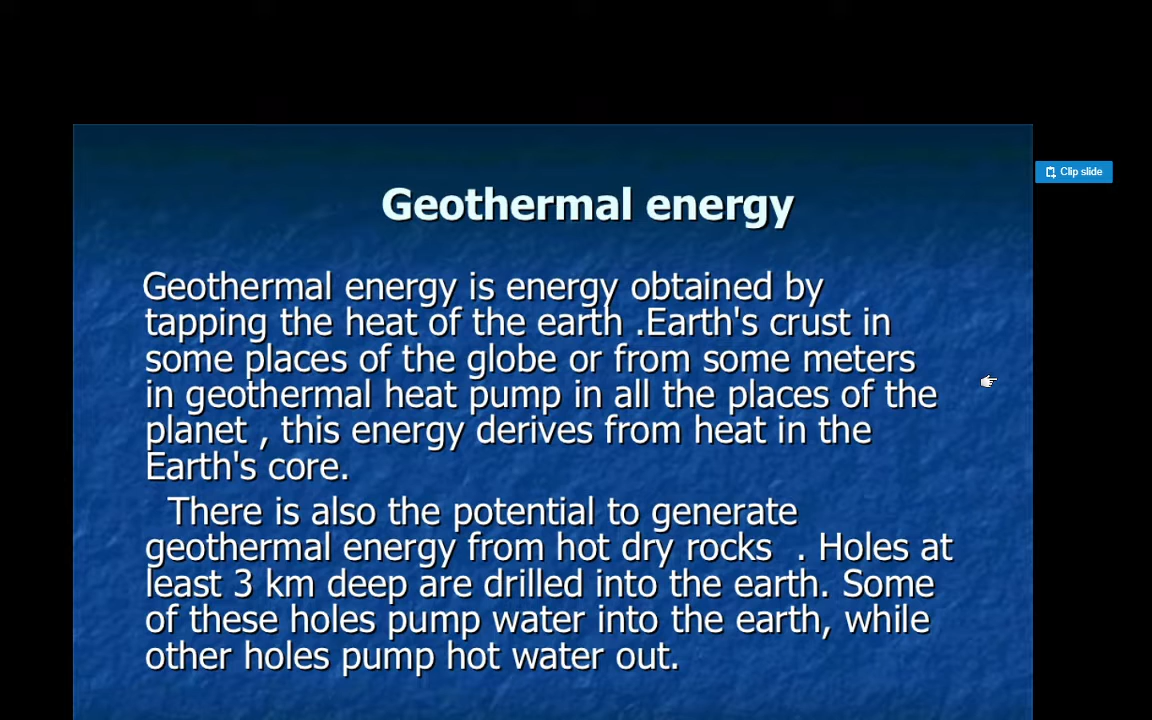 Clip slide
Geothermal energy
Geothermal energy is energy obtained by
tapping the heat of the earth .Earth's crust in
some places of the globe or from some meters
in geothermal heat pump in all the places of the
planet , this energy derives from heat in the
Earth's core.
There is also the potential to generate
geothermal energy from hot dry rocks . Holes at
least 3 km deep are drilled into the earth. Some
of these holes pump water into the earth, while
other holes pump hot water out.